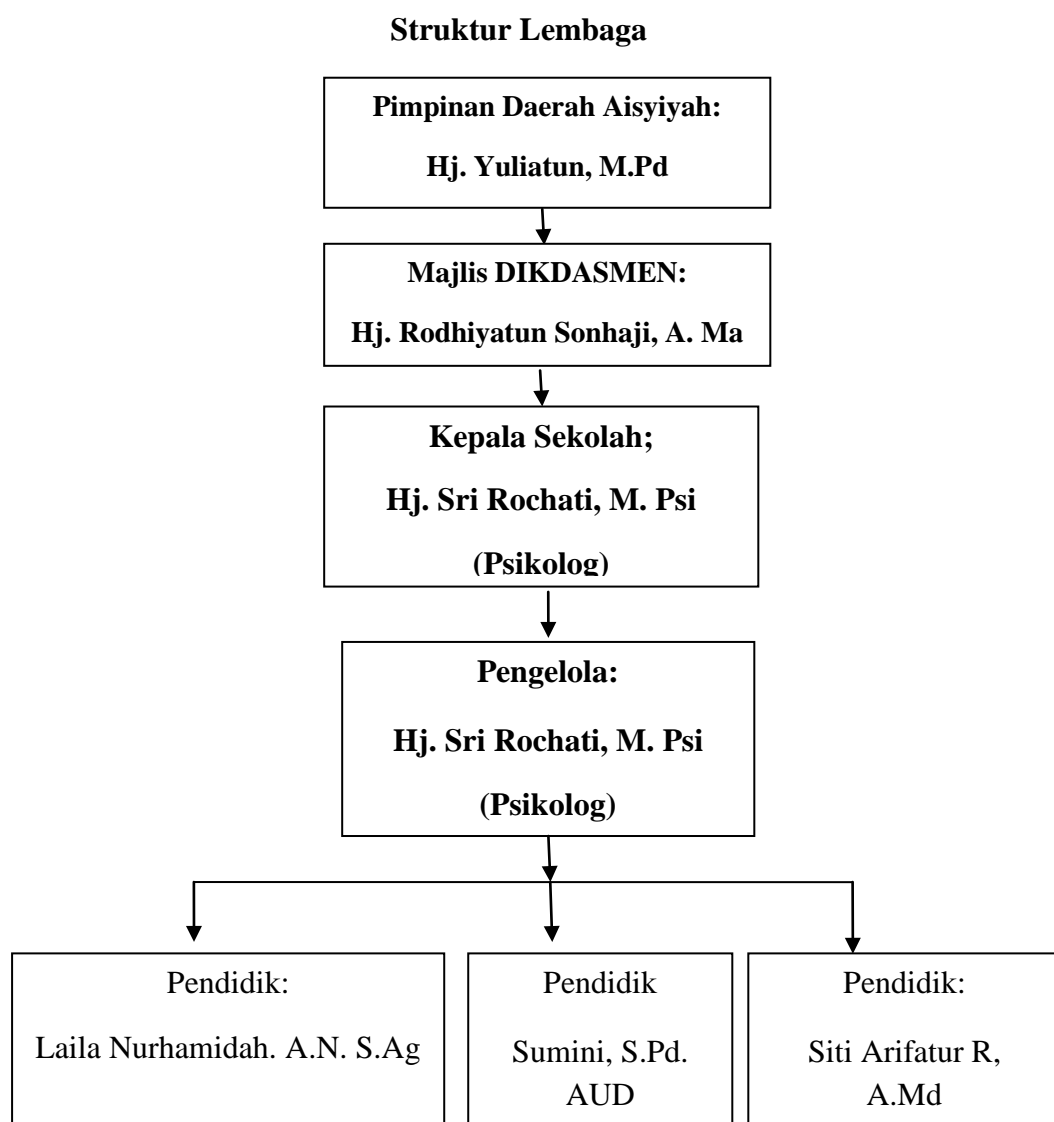 Struktur Lembaga
Pimpinan Daerah Aisyiyah:
Hj. Yuliatun, M.Pd
Majlis DIKDASMEN:
Hj. Rodhiyatun Sonhaji, A. Ma
Kepala Sekolah;
Hj. Sri Rochati, M. Psi
(Psikolog)
Pengelola:
Hj. Sri Rochati, M. Psi
(Psikolog)
Pendidik:
Laila Nurhamidah. A.N. S.Ag
Pendidik
Sumini, S.Pd.
AUD
Pendidik:
Siti Arifatur R,
A.Md